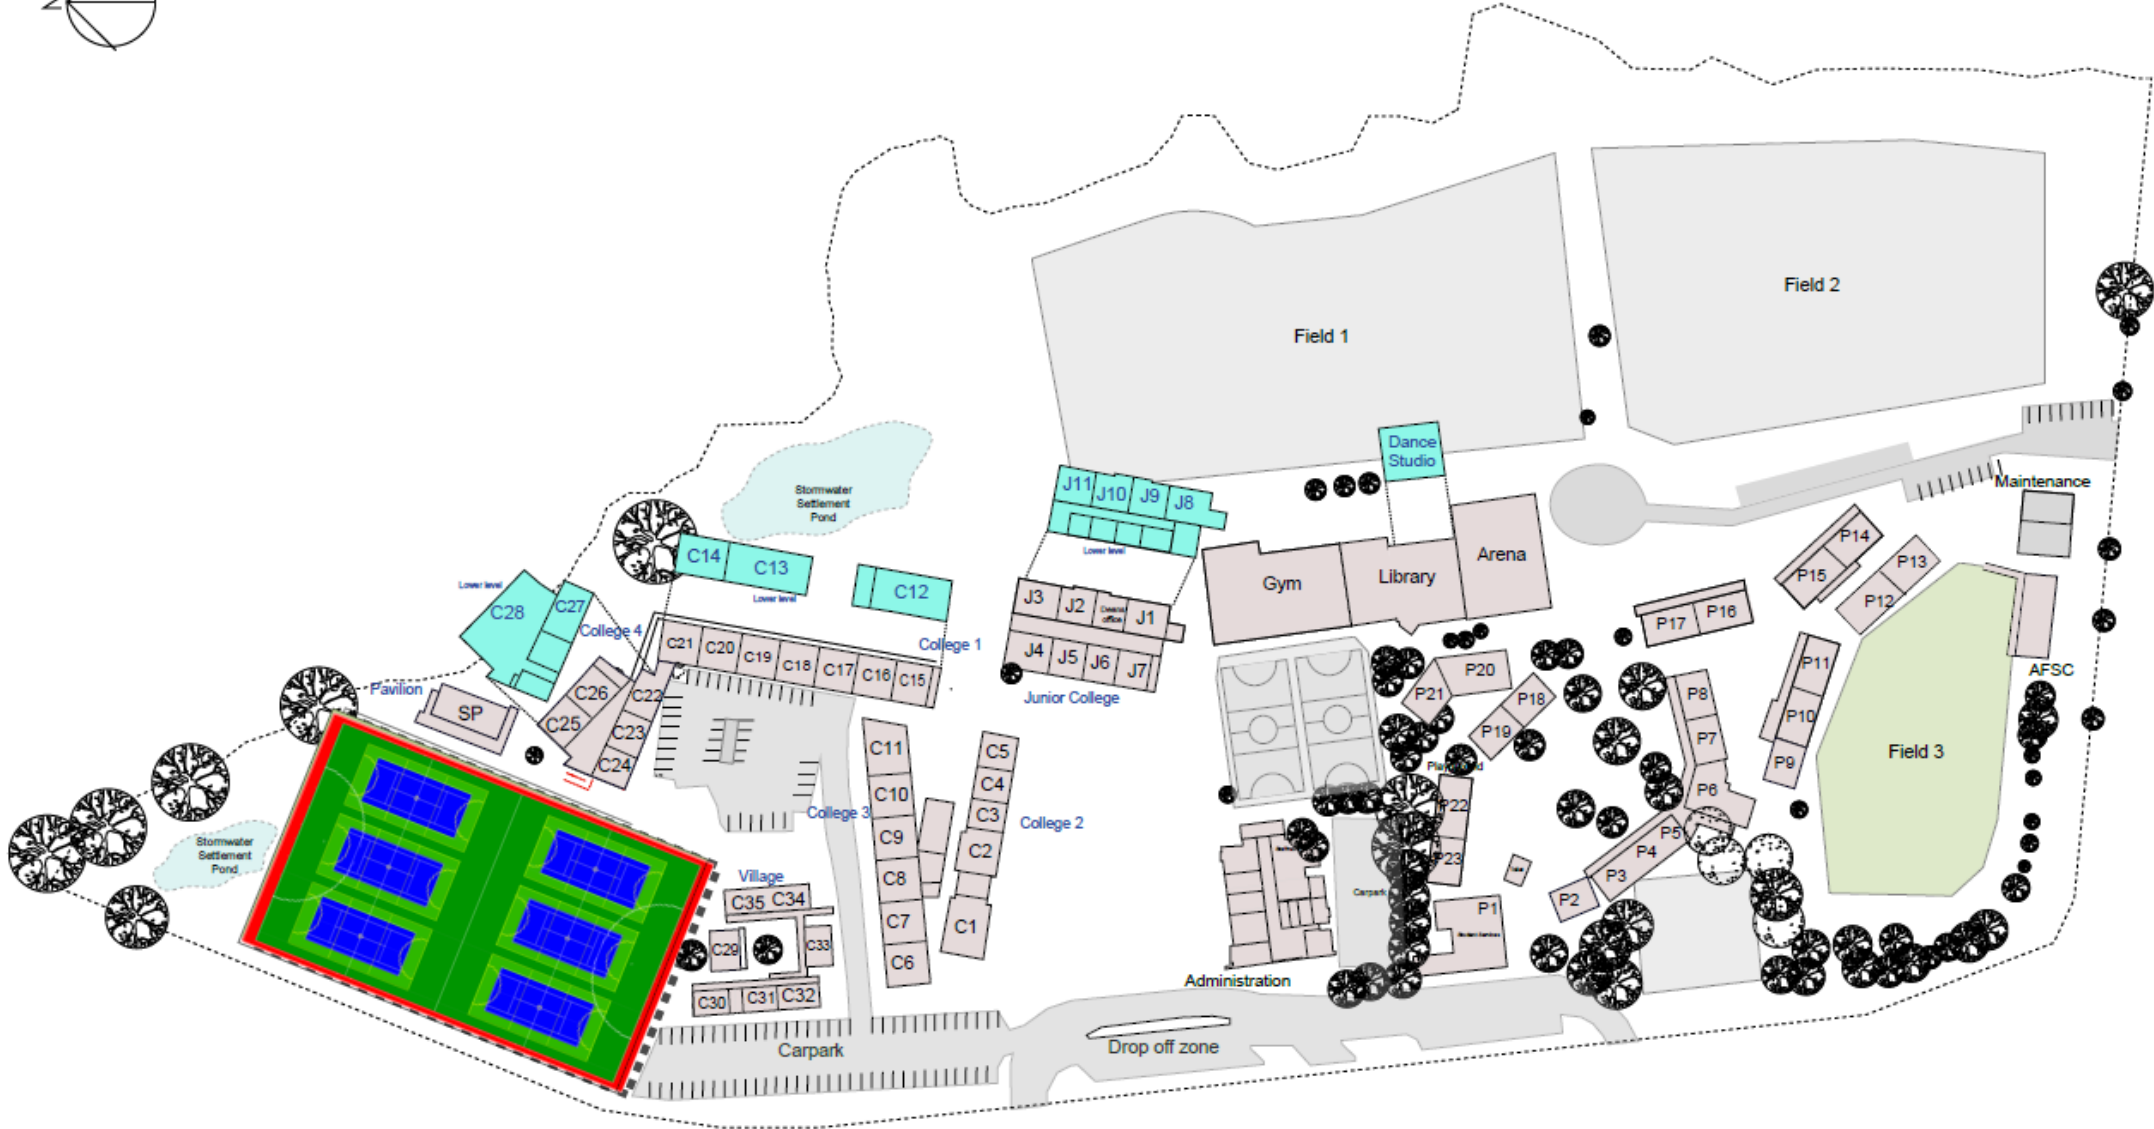 N
Field 2
Field 1
Dance
Studio
Stormwater
Settlement
Pond
J11
J10
J9
J8
Lower level
Maintenance
C14
C13
Lower level
C12
Lower level
C28
C27
College 4
College 1
C21
C20
C19
C18
C17
C16
C15
J3
J2
Deans
office
J1
J4
J5
J6
J7
Junior College
Gym
Library
Arena
P14
P15
P13
P12
P17
P16
P11
P10
P9
AFSC
Field 3
Pavilion
SP
C26
C25
C22
C23
C24
P20
P21
P18
P19
P8
P7
P6
P5
P4
P3
P2
P22
P23
P1
C11
C10
C9
C8
C7
C6
College 3
C5
C4
C3
C2
C1
College 2
Stormwater
Settlement
Pond
Village
C35
C34
C29
C33
C30
C31
C32
Carpark
Administration
Carpark
Drop off zone